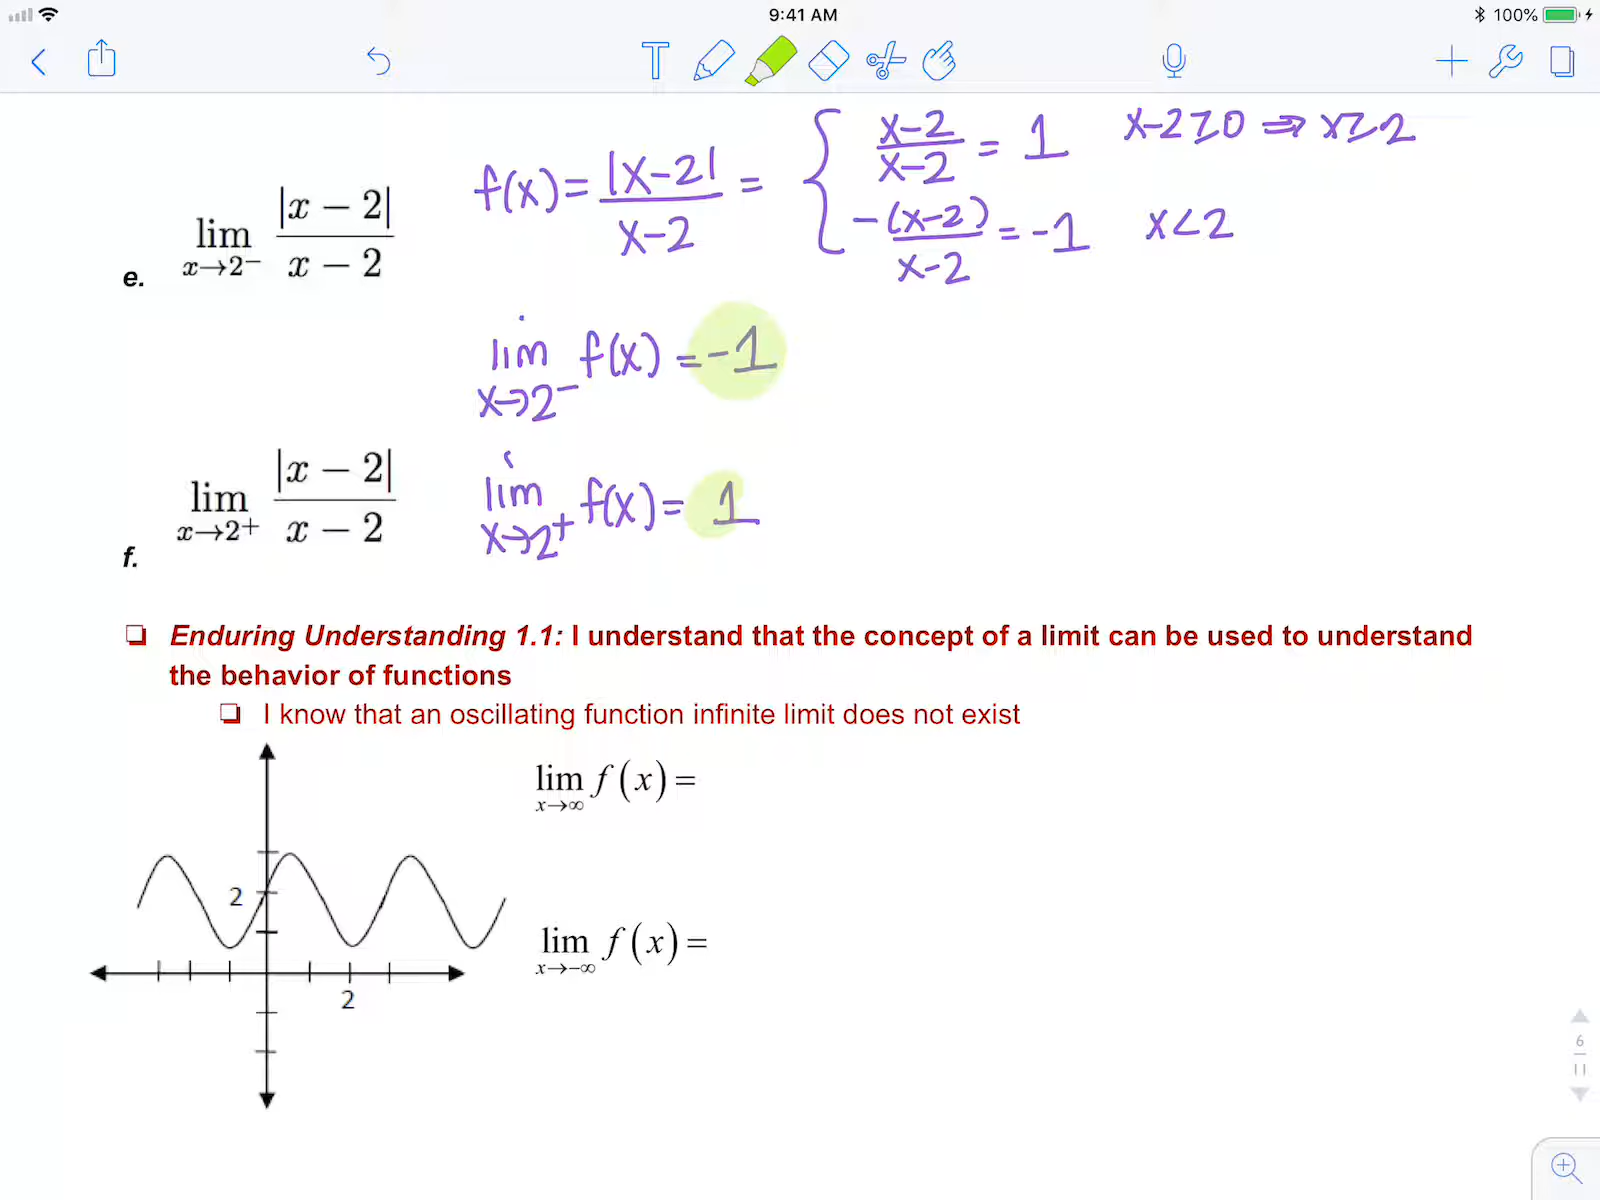 9:41 AM
100%
T
e. lim x→2⁻ |x − 2| / x − 2
f(x) = |x-2| / x-2 = { x-2 / x-2 = 1 x-2≥0 ⇒ x≥2
-(x-2) / x-2 = -1 x<2
lim x→2⁻ f(x) = -1
f. lim x→2⁺ |x − 2| / x − 2
lim x→2⁺ f(x) = 1
❏ Enduring Understanding 1.1: I understand that the concept of a limit can be used to understand
the behavior of functions
❏ I know that an oscillating function infinite limit does not exist
lim x→∞ f(x) =
2
lim x→−∞ f(x) =
2
6
11